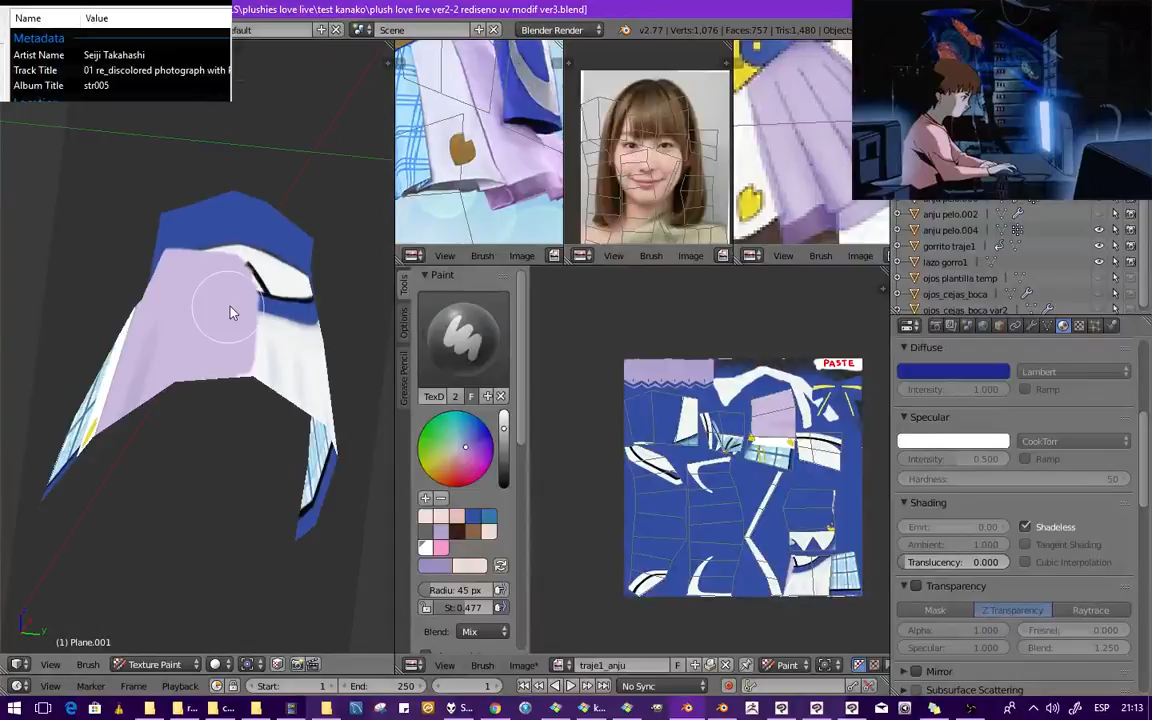 S\plushies love live\test kanako\plush love live ver2-2 rediseno uv modif ver3.blend]
Name Value
Metadata
Artist Name Seiji Takahashi
Track Title 01 re_discolored photograph with
Album Title str005
efault
Scene
Blender Render
v2.77 | Verts:1,076 | Faces:757 | Tris:1,480 | Objects:
anju pelo.002
anju pelo.004
gorrito traje1
lazo gorro1
ojos plantilla temp
ojos_cejas_boca
ojos_cejas_boca var2
View Brush Image
View Brush Image
View Brush Image
Tools
Options
Grease Pencil
Paint
TexD 2 F
Radiu: 45 px
St:0.477
Blend: Mix
PASTE
Diffuse
Lambert
Intensity: 1.000 Ramp
Specular
CookTorr
Intensity: 0.500 Ramp
Hardness: 50
Shading
Emit: 0.00 Shadeless
Ambient: 1.000 Tangent Shading
Translucency: 0.000 Cubic Interpolation
Transparency
Mask Z Transparency Raytrace
Alpha: 1.000 Fresnel: 0.000
Specular: 1.000 Blend: 1.250
Mirror
Subsurface Scattering
z
y
(1) Plane.001
View Brush Texture Paint
View Brush Image* traje1_anju F Paint
View Marker Frame Playback Start: 1 End: 250 1 No Sync
r... c... S... k...
ESP 21:13